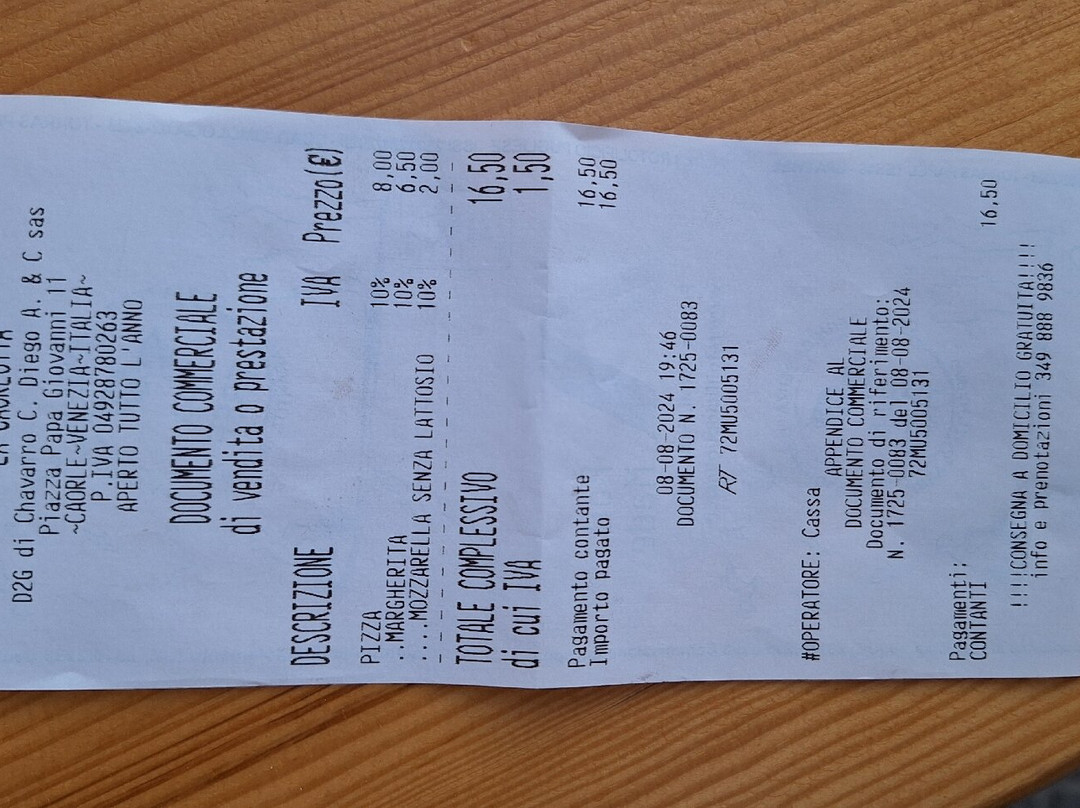 D2G di Chavarro C. Diego A. & C sas
Piazza Papa Giovanni 11
~CAORLE~VENEZIA~ITALIA~
P.IVA 04928780263
APERTO TUTTO L'ANNO
DOCUMENTO COMMERCIALE
di vendita o prestazione
DESCRIZIONE IVA Prezzo(€)
PIZZA 10% 8,00
..MARGHERITA 10% 6,50
....MOZZARELLA SENZA LATTOSIO 10% 2,00
TOTALE COMPLESSIVO 16,50
di cui IVA 1,50
Pagamento contante 16,50
Importo pagato 16,50
08-08-2024 19:46
DOCUMENTO N. 1725-0083
RT 72MU5005131
#OPERATORE: Cassa
APPENDICE AL
DOCUMENTO COMMERCIALE
Documento di riferimento:
N. 1725-0083 del 08-08-2024
72MU5005131
Pagamenti:
CONTANTI 16,50
!!!!CONSEGNA A DOMICILIO GRATUITA!!!!
info e prenotazioni 349 888 9836